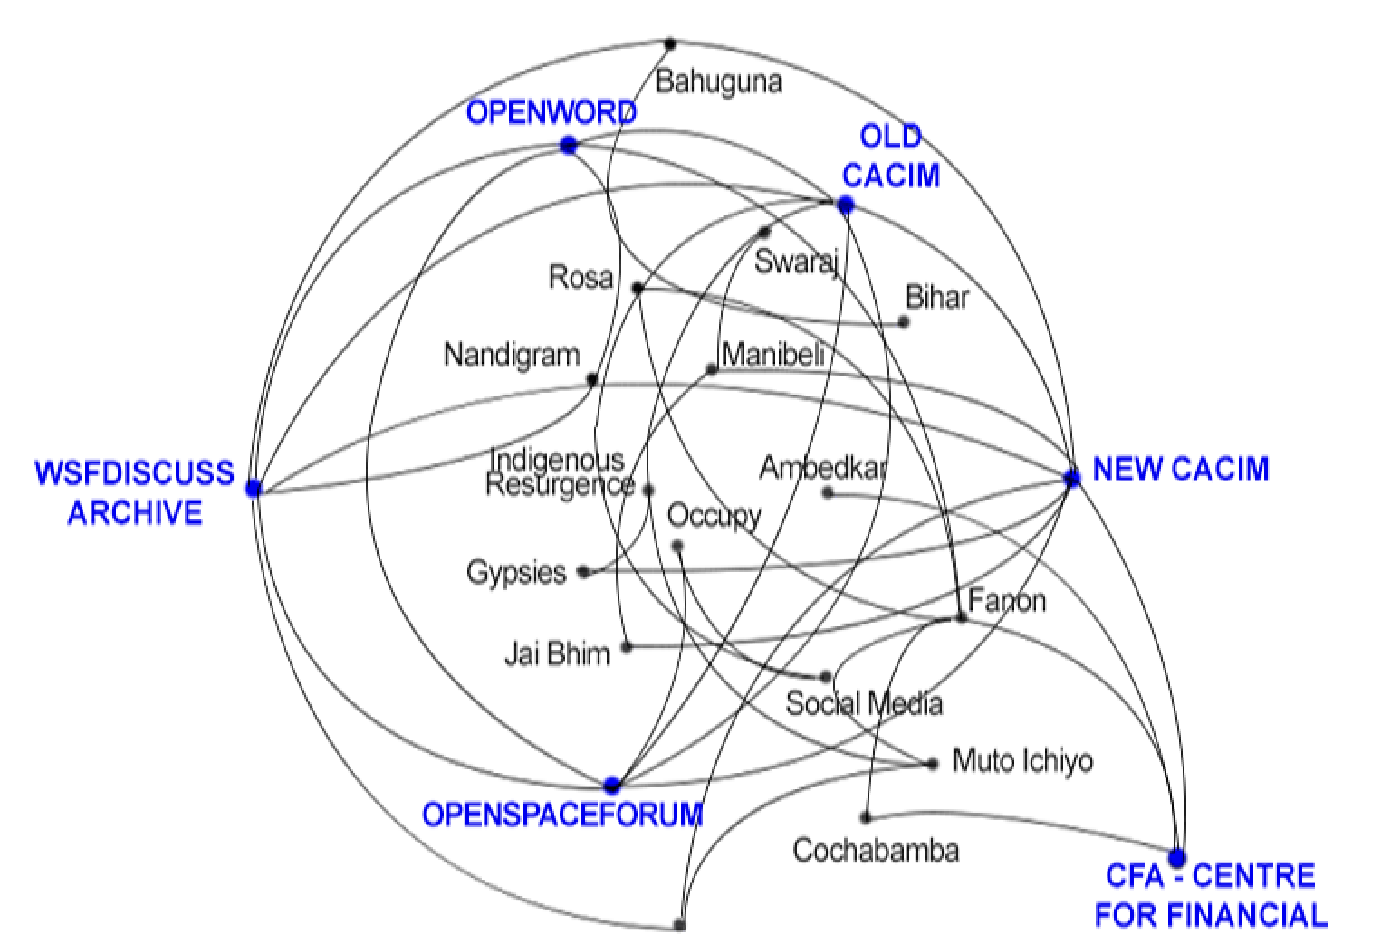 Bahuguna
OPENWORD
OLD
CACIM
Swaraj
Rosa
Bihar
Nandigram
Manibeli
WSFDISCUSS
ARCHIVE
Indigenous
Resurgence
Ambedkar
NEW CACIM
Occupy
Gypsies
Fanon
Jai Bhim
Social Media
Muto Ichiyo
OPENSPACEFORUM
Cochabamba
CFA - CENTRE
FOR FINANCIAL